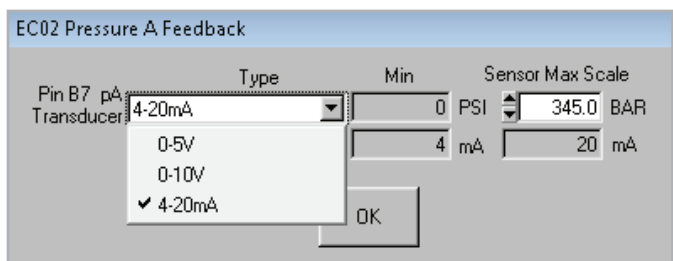 EC02 Pressure A Feedback
Type Min Sensor Max Scale
Pin B7 pA
Transducer
4-20mA 0 PSI 345.0 BAR
0-5V 4 mA 20 mA
0-10V
4-20mA
OK